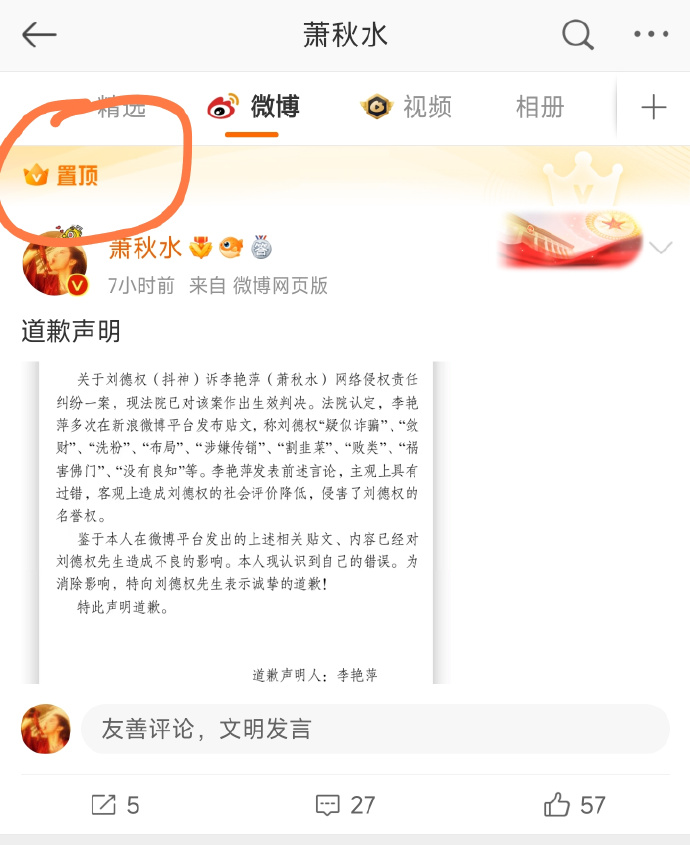 萧秋水
精选
微博
视频
相册
置顶
萧秋水
7小时前 来自 微博网页版
道歉声明
关于刘德权（抖神）诉李艳萍（萧秋水）网络侵权责任
纠纷一案，现法院已对该案作出生效判决。法院认定，李艳
萍多次在新浪微博平台发布贴文，称刘德权“疑似诈骗”、“敛
财”、“洗粉”、“布局”、“涉嫌传销”、“割韭菜”、“败类”、“祸
害佛门”、“没有良知”等。李艳萍发表前述言论，主观上具有
过错，客观上造成刘德权的社会评价降低，侵害了刘德权的
名誉权。
鉴于本人在微博平台发出的上述相关贴文、内容已经对
刘德权先生造成不良的影响。本人现认识到自己的错误。为
消除影响，特向刘德权先生表示诚挚的道歉！
特此声明道歉。
道歉声明人：李艳萍
友善评论，文明发言
5
27
57